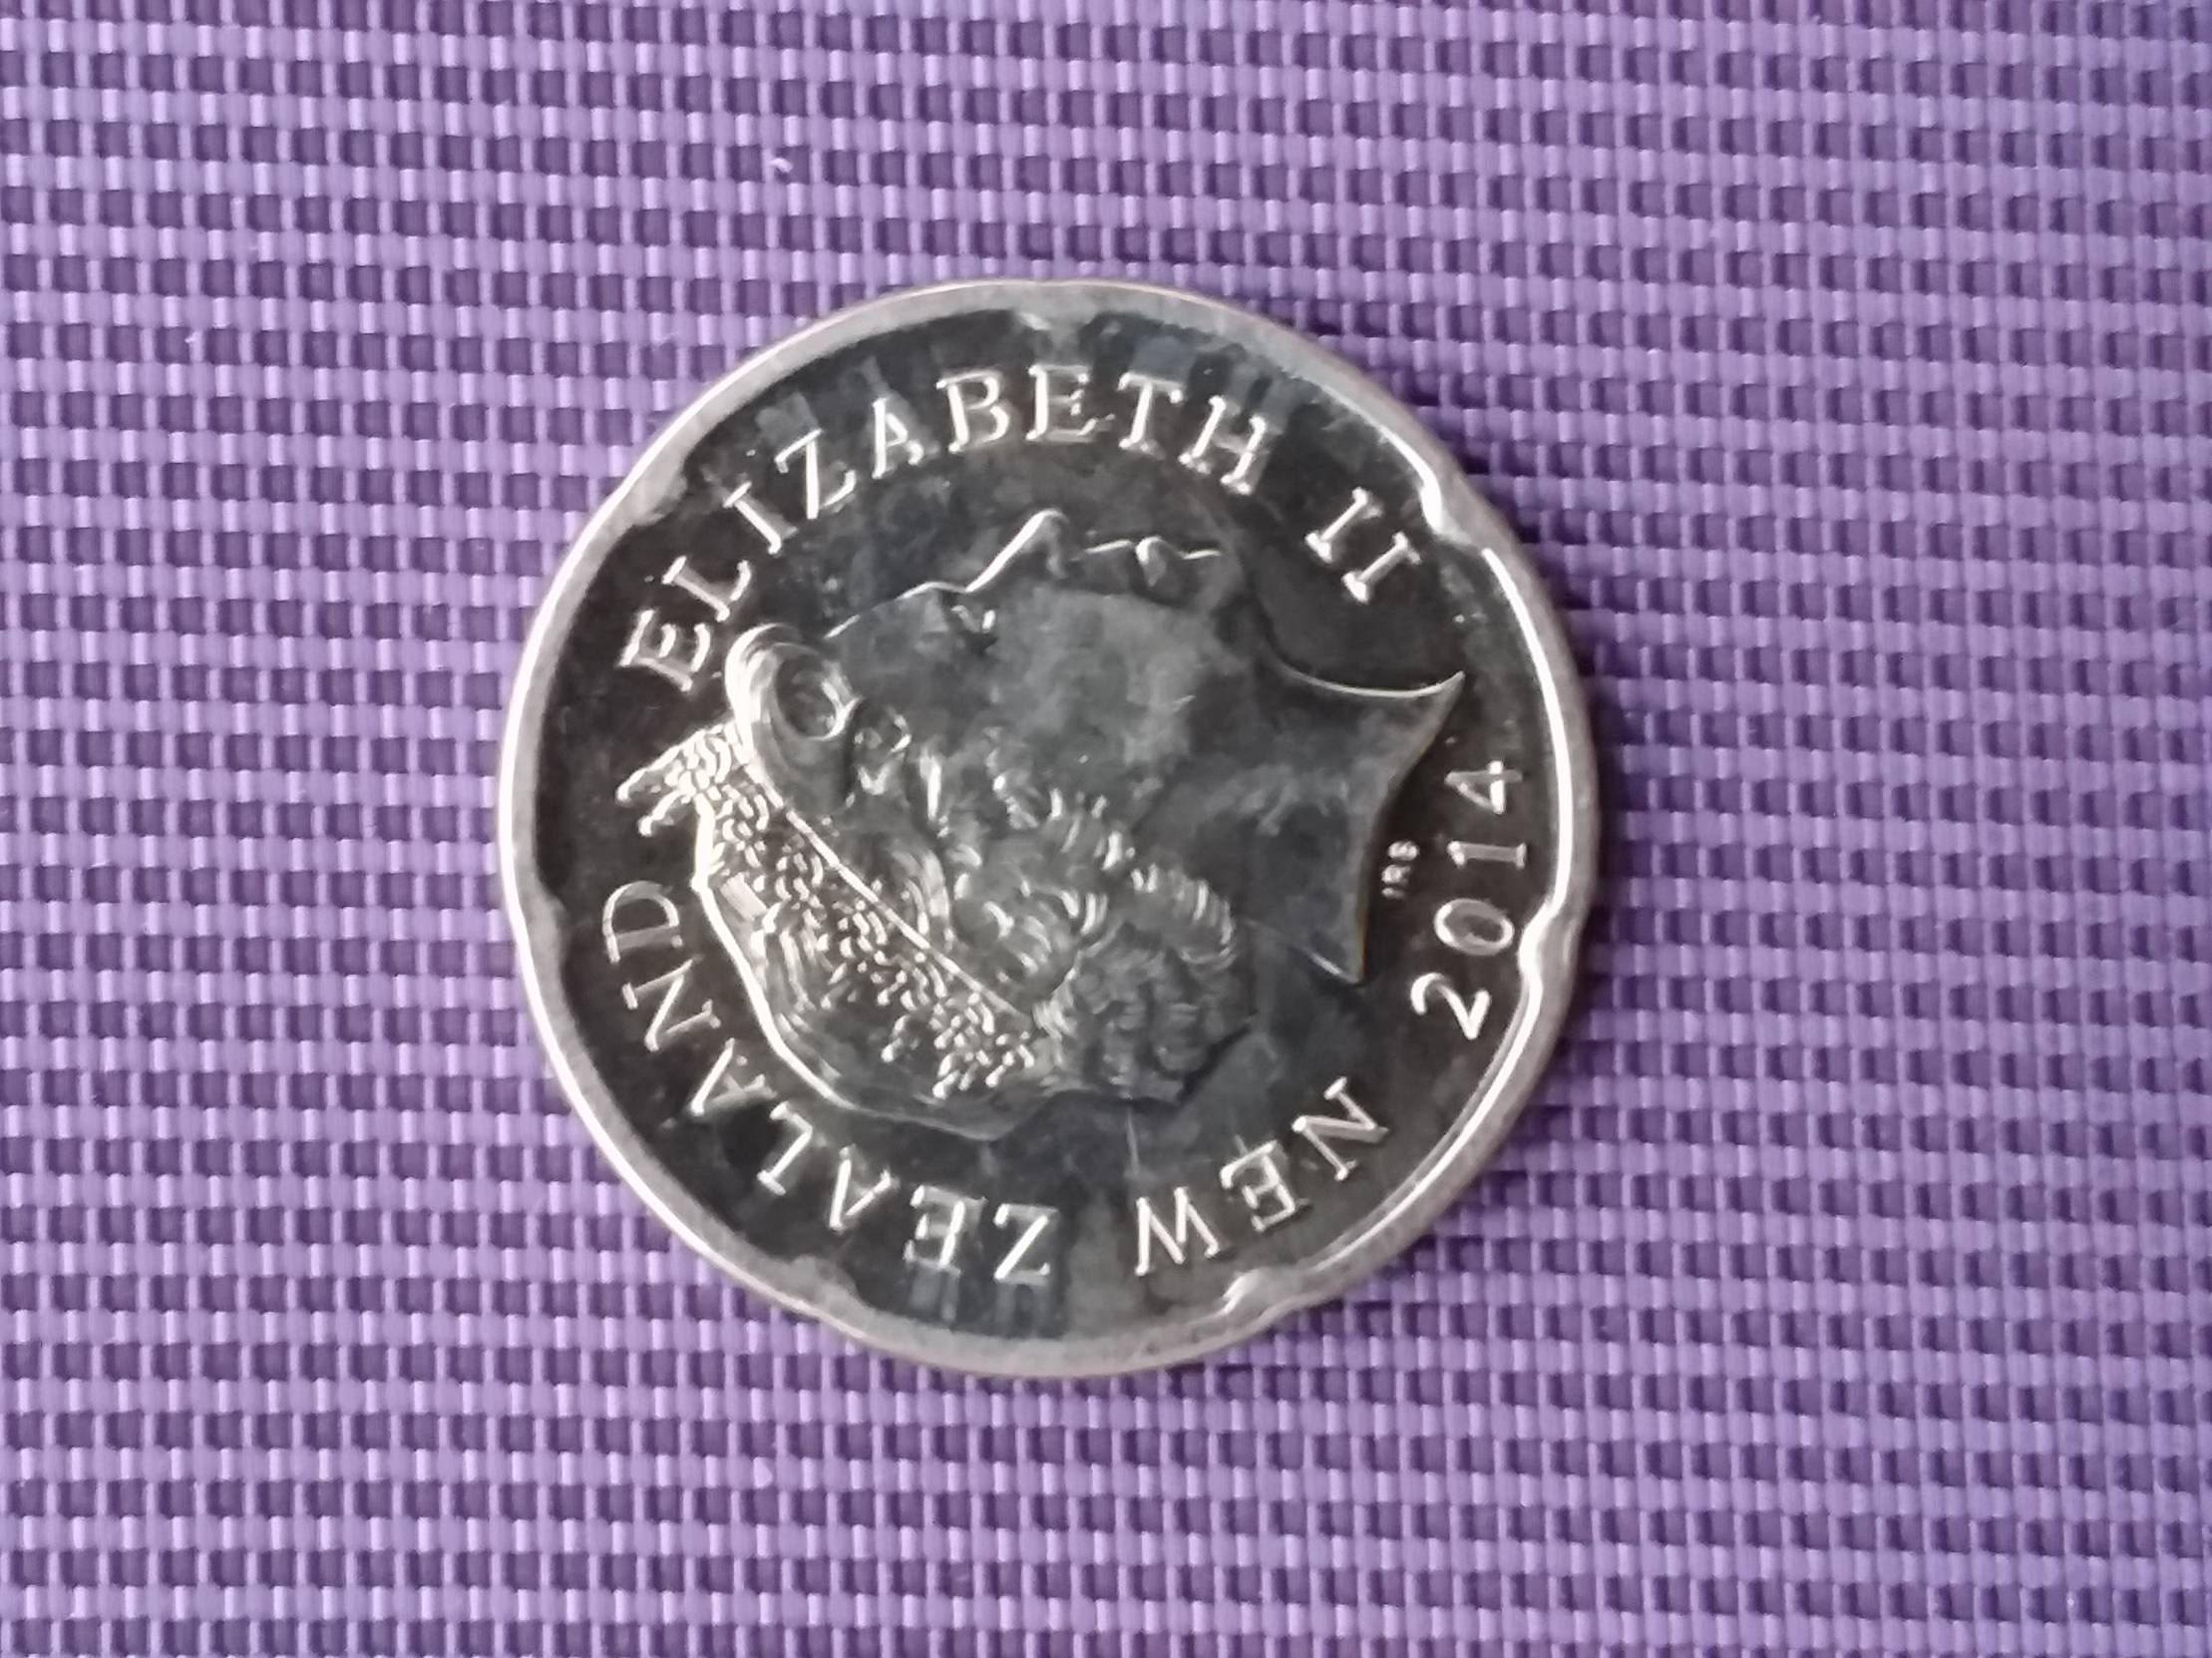 NEW ZEALAND ELIZABETH II
2014
IRB